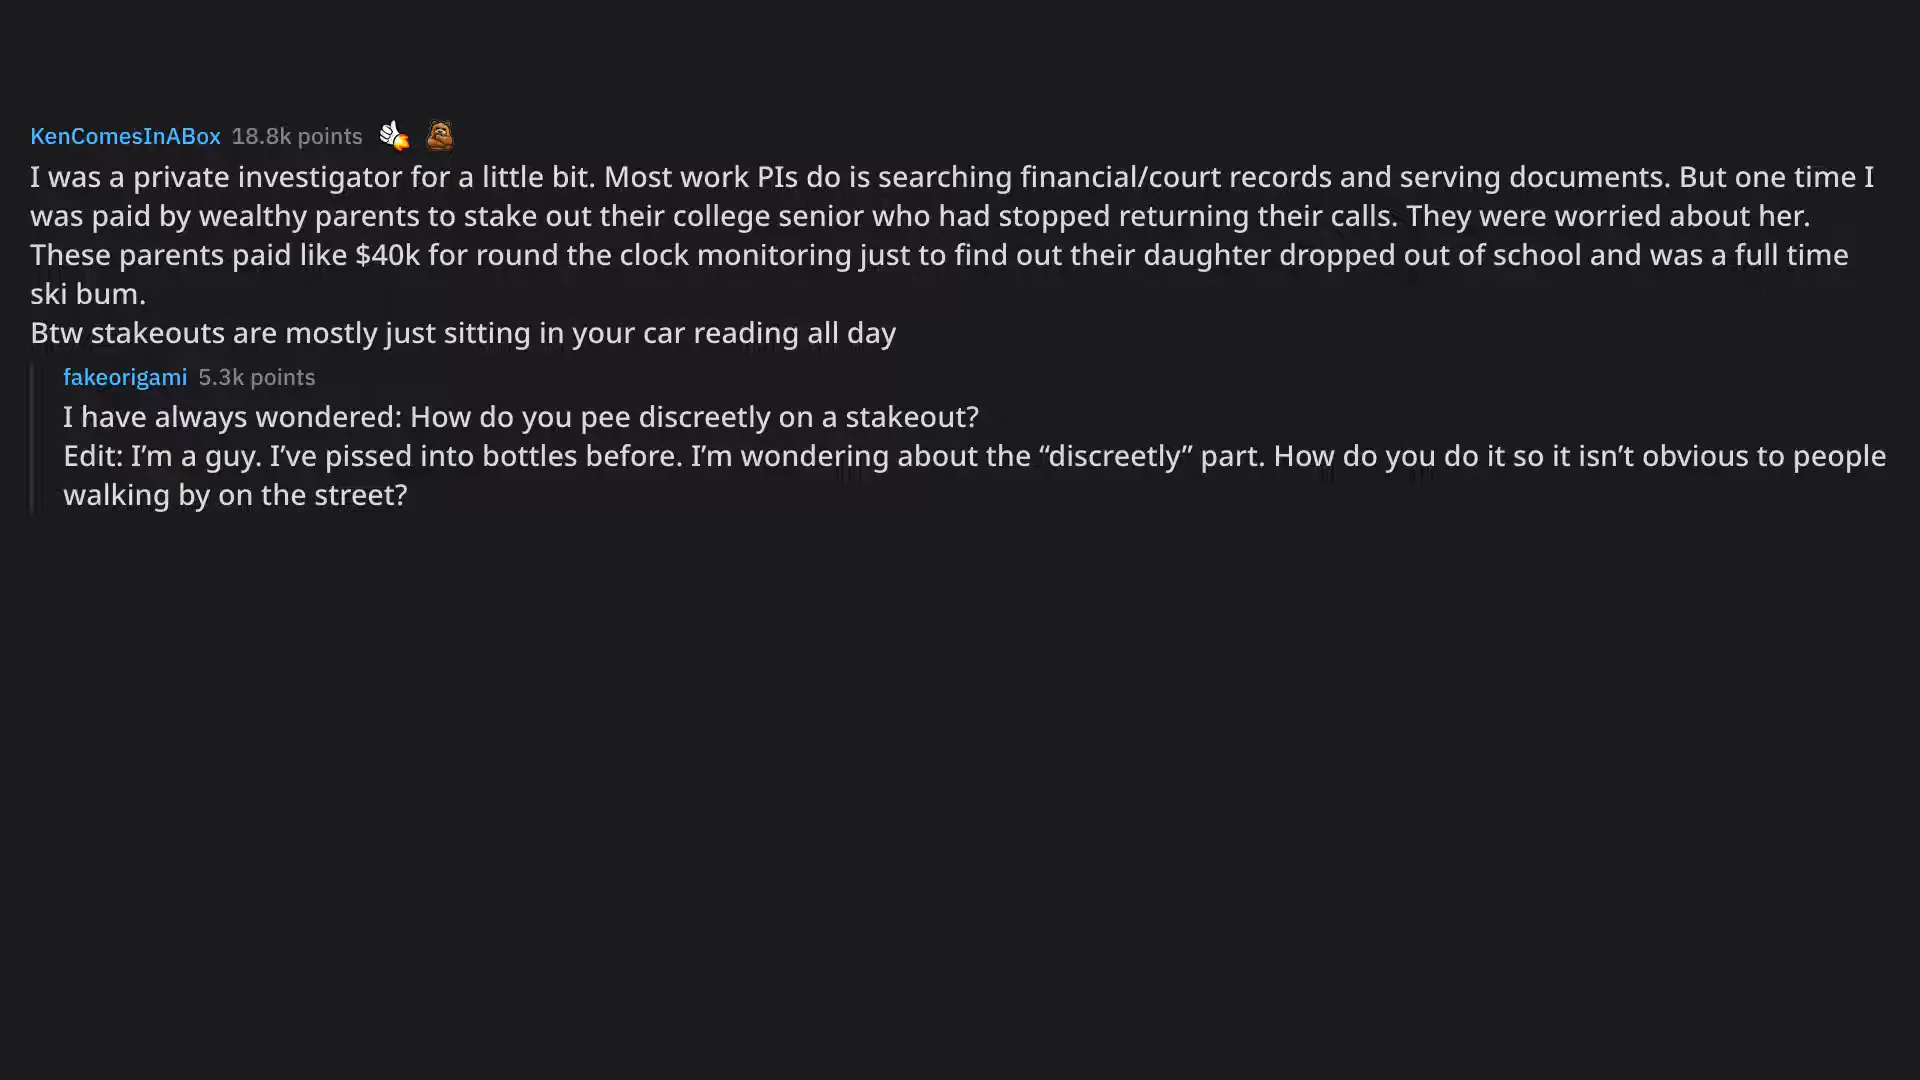 KenComesInABox 18.8k points
I was a private investigator for a little bit. Most work PIs do is searching financial/court records and serving documents. But one time I
was paid by wealthy parents to stake out their college senior who had stopped returning their calls. They were worried about her.
These parents paid like $40k for round the clock monitoring just to find out their daughter dropped out of school and was a full time
ski bum.
Btw stakeouts are mostly just sitting in your car reading all day
fakeorigami 5.3k points
I have always wondered: How do you pee discreetly on a stakeout?
Edit: I’m a guy. I’ve pissed into bottles before. I’m wondering about the “discreetly” part. How do you do it so it isn’t obvious to people
walking by on the street?